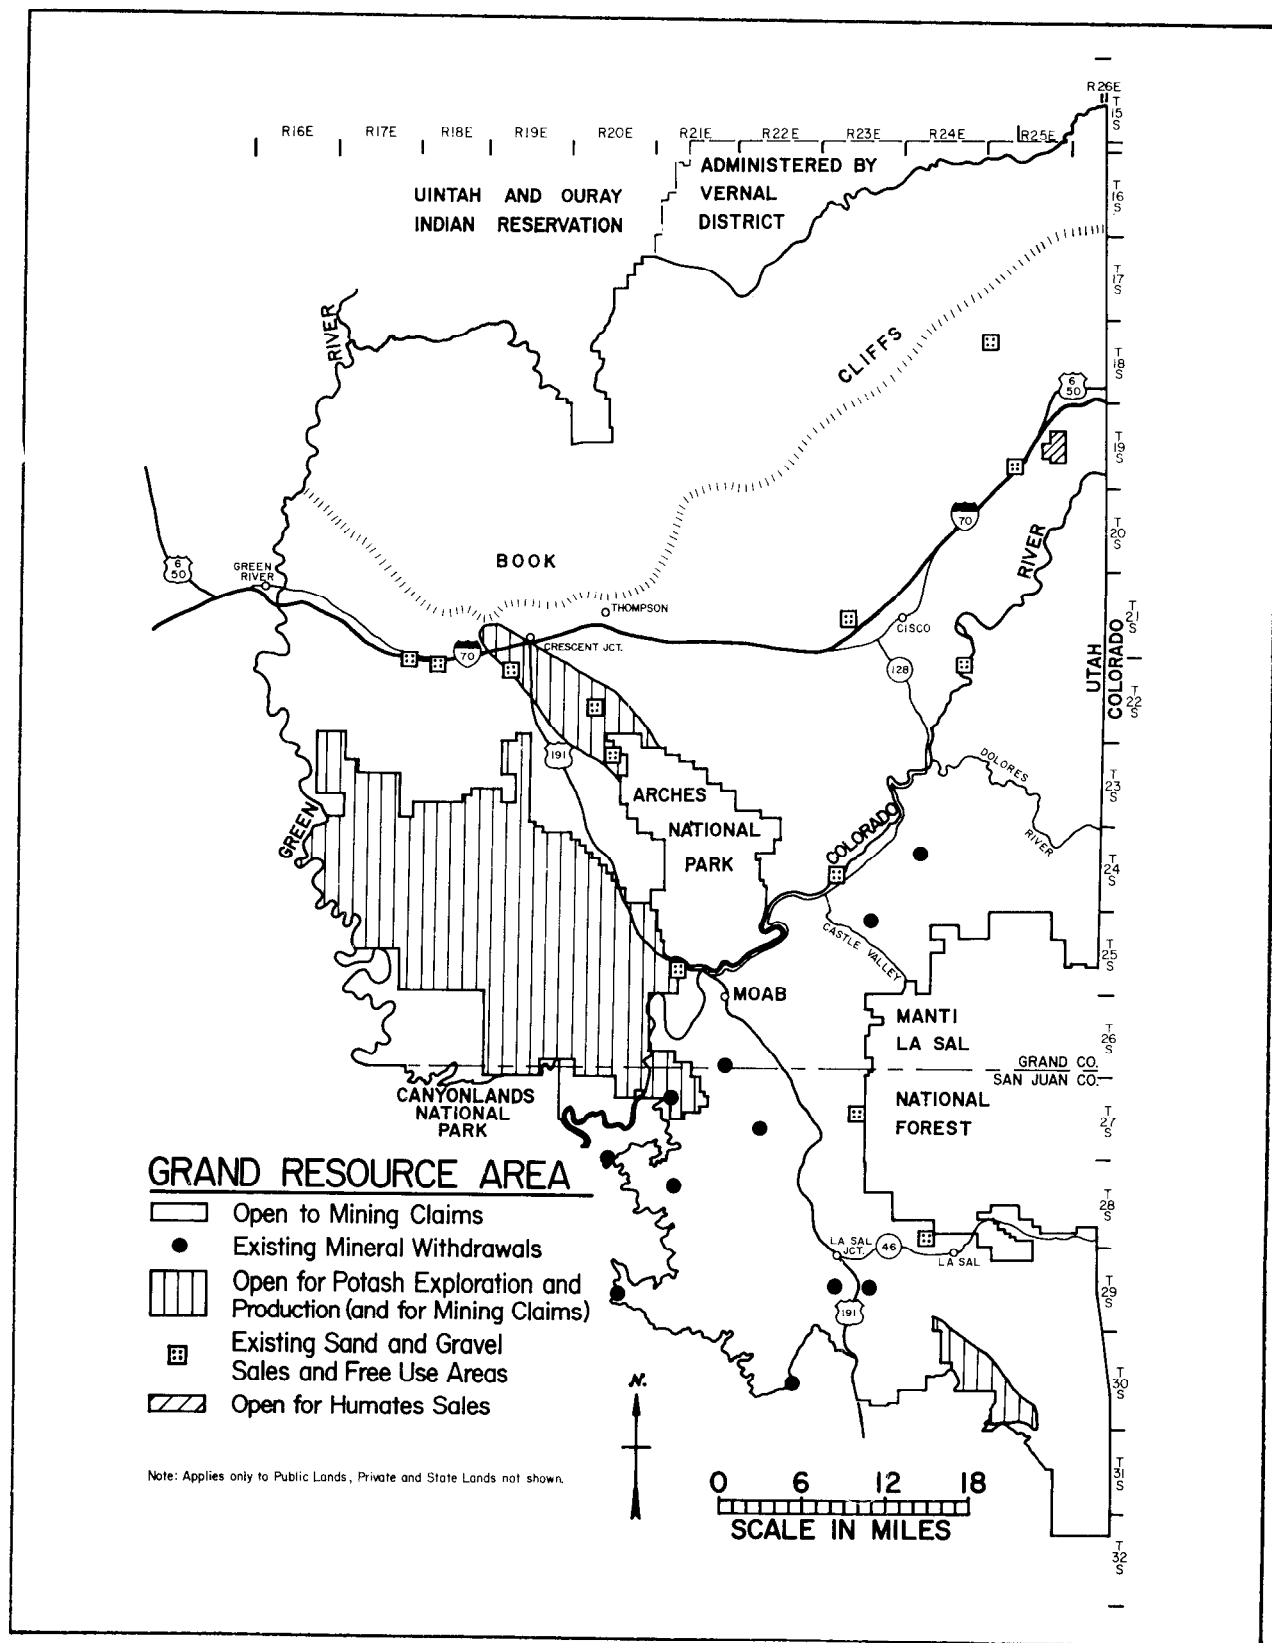 R26E
T
15
S
R16E R17E R18E R19E R20E R21E R22E R23E R24E R25E
UINTAH AND OURAY
INDIAN RESERVATION
ADMINISTERED BY
VERNAL
DISTRICT
T
16
S
T
17
S
RIVER
CLIFFS
T
18
S
6
50
T
19
S
70
RIVER
T
20
S
BOOK
6
50
GREEN
RIVER
THOMPSON
CISCO
T
21
S
CRESCENT JCT.
70
128
UTAH
COLORADO
T
22
S
191
DOLORES
RIVER
T
23
S
ARCHES
NATIONAL
PARK
GREEN
COLORADO
T
24
S
CASTLE VALLEY
T
25
S
MOAB
MANTI
LA SAL
T
26
S
GRAND CO.
SAN JUAN CO.
NATIONAL
FOREST
CANYONLANDS
NATIONAL
PARK
T
27
S
GRAND RESOURCE AREA
Open to Mining Claims
Existing Mineral Withdrawals
Open for Potash Exploration and
Production (and for Mining Claims)
Existing Sand and Gravel
Sales and Free Use Areas
Open for Humates Sales
T
28
S
LA SAL
JCT.
46
LA SAL
T
29
S
191
T
30
S
N.
Note: Applies only to Public Lands, Private and State Lands not shown.
T
31
S
0 6 12 18
SCALE IN MILES
T
32
S